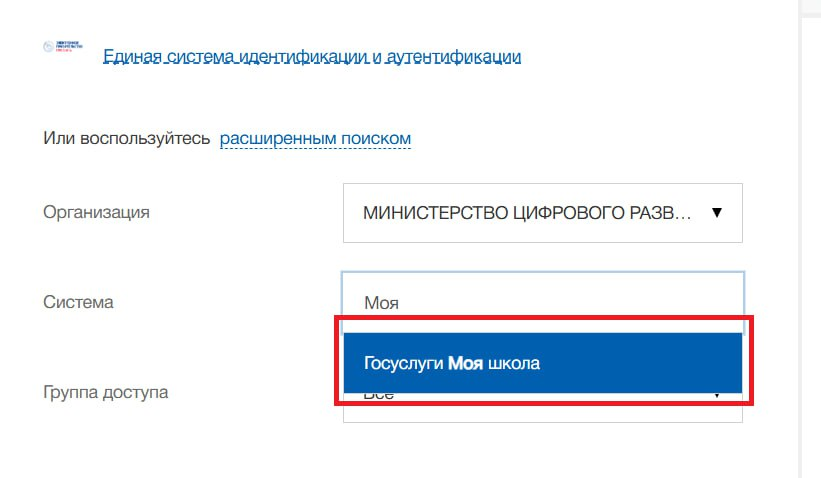 Единая система идентификации и аутентификации
Или воспользуйтесь расширенным поиском
Организация
МИНИСТЕРСТВО ЦИФРОВОГО РАЗВ...
Система
Моя
Госуслуги Моя школа
Группа доступа
Все